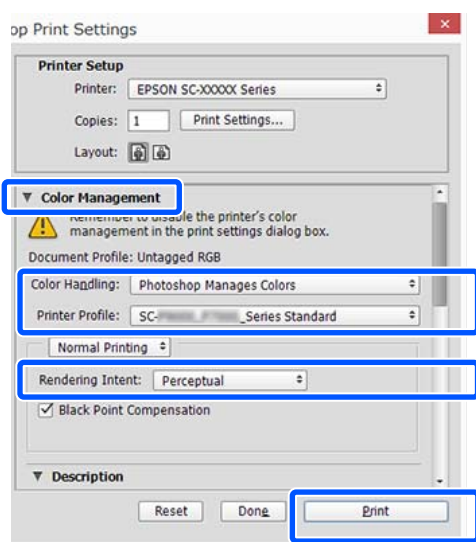 op Print Settings
Printer Setup
Printer: EPSON SC-XXXXX Series
Copies: 1 Print Settings...
Layout:
Color Management
Remember to disable the printer's color
management in the print settings dialog box.
Document Profile: Untagged RGB
Color Handling: Photoshop Manages Colors
Printer Profile: SC- _Series Standard
Normal Printing
Rendering Intent: Perceptual
Black Point Compensation
Description
Reset Done Print